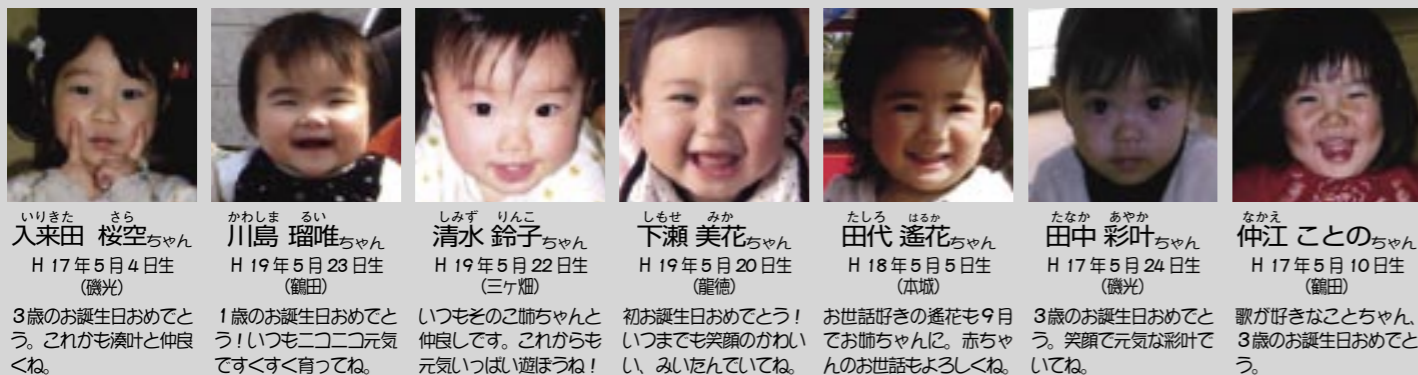 いりきた さら
入来田 桜空ちゃん
H 17年5月4日生
(磯光)
3歳のお誕生日おめでと
う。これからも湊叶と仲良
くね。
かわしま るい
川島 瑠唯ちゃん
H 19年5月23日生
(鶴田)
1歳のお誕生日おめでと
う!いつもニコニコ元気
ですくすく育ってね。
しみず りんこ
清水 鈴子ちゃん
H 19年5月22日生
(三ヶ畑)
いつもそのこ姉ちゃんと
仲良しです。これからも
元気いっぱい遊ぼうね!
しもせ みか
下瀬 美花ちゃん
H 19年5月20日生
(龍徳)
初お誕生日おめでとう!
いつまでも笑顔のかわい
い、みいたんでいてね。
たしろ はるか
田代 遙花ちゃん
H 18年5月5日生
(本城)
お世話好きの遙花も9月
でお姉ちゃんに。赤ちゃ
んのお世話もよろしくね。
たなか あやか
田中 彩叶ちゃん
H 17年5月24日生
(磯光)
3歳のお誕生日おめでと
う。笑顔で元気な彩叶で
いてね。
なかえ
仲江 ことのちゃん
H 17年5月10日生
(鶴田)
歌が好きなことちゃん、
3歳のお誕生日おめでと
う。